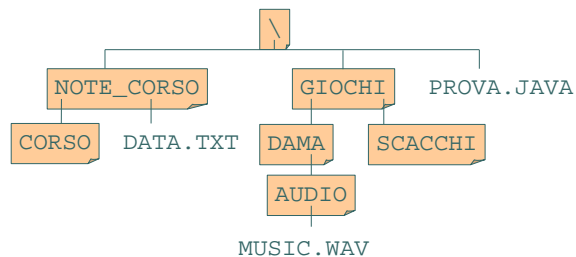 \
NOTE_CORSO GIOCHI PROVA.JAVA
CORSO DATA.TXT DAMA SCACCHI
AUDIO
MUSIC.WAV